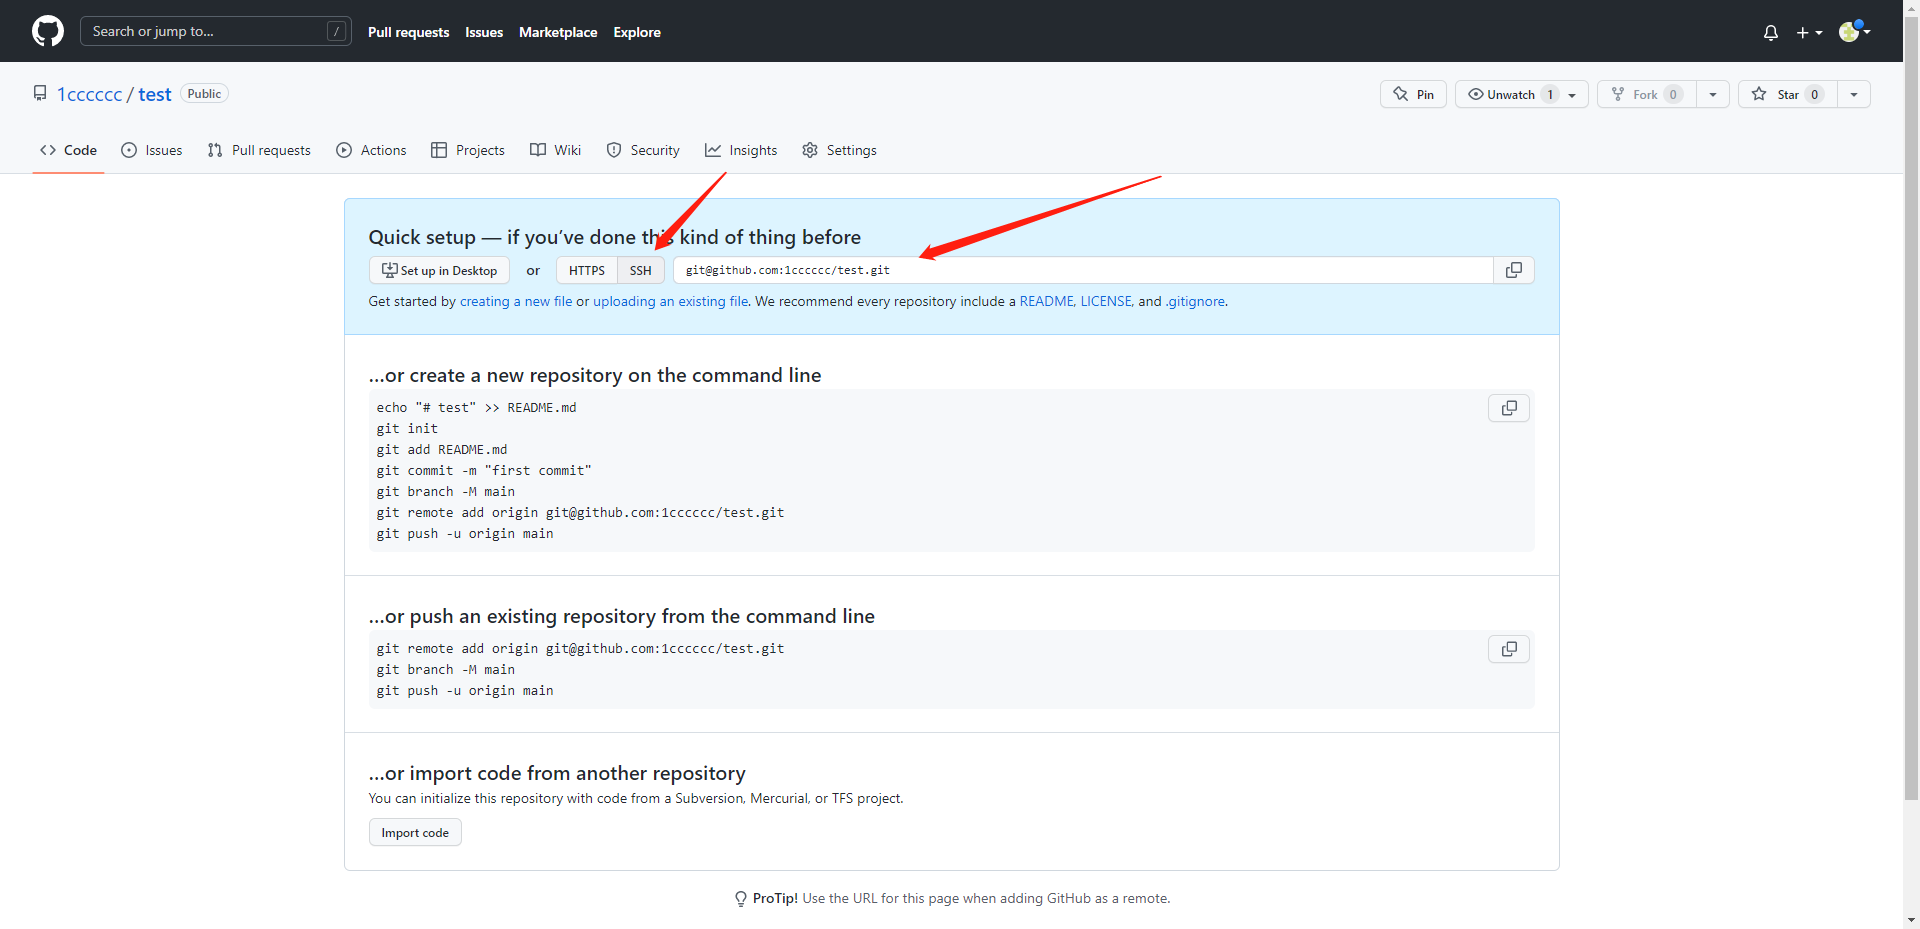 Search or jump to... / Pull requests Issues Marketplace Explore
1cccccc / test Public Pin Unwatch 1 Fork 0 Star 0
Code Issues Pull requests Actions Projects Wiki Security Insights Settings
Quick setup — if you’ve done this kind of thing before
Set up in Desktop or HTTPS SSH git@github.com:1cccccc/test.git
Get started by creating a new file or uploading an existing file. We recommend every repository include a README, LICENSE, and .gitignore.
…or create a new repository on the command line
echo "# test" >> README.md
git init
git add README.md
git commit -m "first commit"
git branch -M main
git remote add origin git@github.com:1cccccc/test.git
git push -u origin main
…or push an existing repository from the command line
git remote add origin git@github.com:1cccccc/test.git
git branch -M main
git push -u origin main
…or import code from another repository
You can initialize this repository with code from a Subversion, Mercurial, or TFS project.
Import code
ProTip! Use the URL for this page when adding GitHub as a remote.